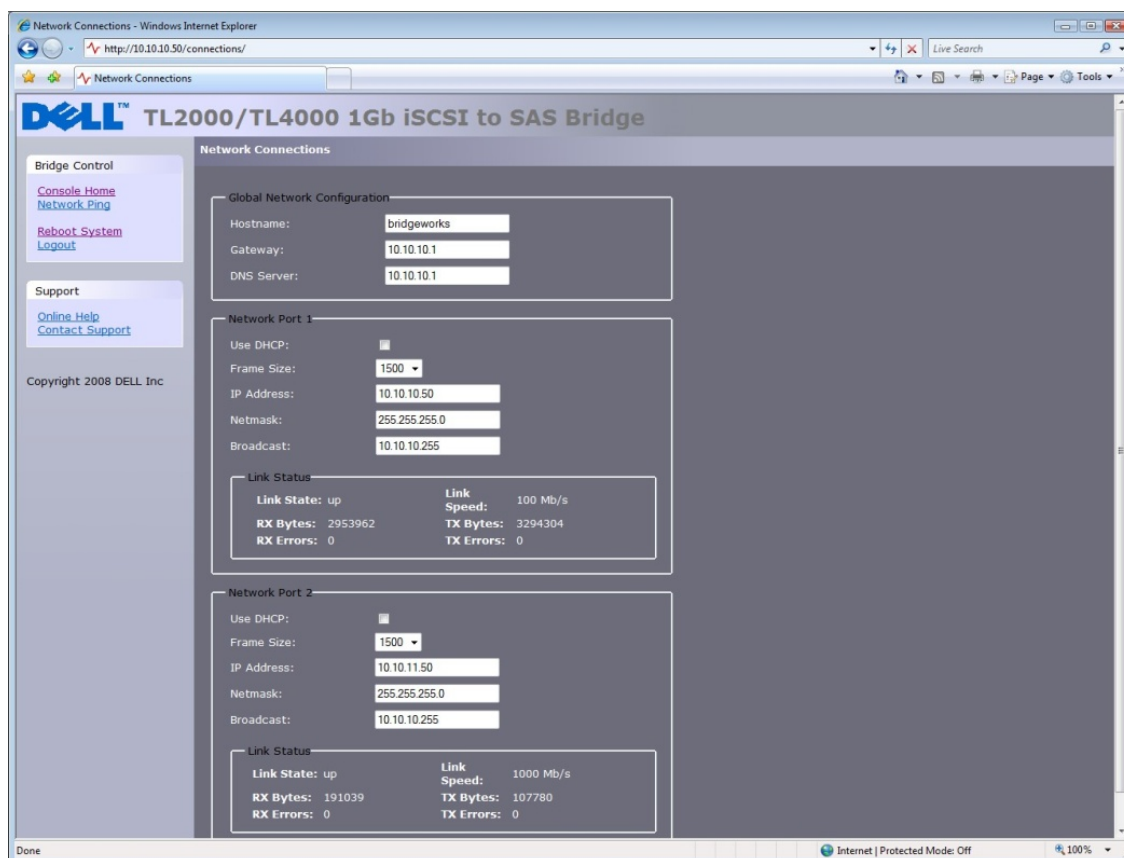 Network Connections - Windows Internet Explorer
http://10.10.10.50/connections/
Live Search
Network Connections
Page
Tools
DELL™ TL2000/TL4000 1Gb iSCSI to SAS Bridge
Bridge Control
Console Home
Network Ping
Reboot System
Logout
Support
Online Help
Contact Support
Copyright 2008 DELL Inc
Network Connections
Global Network Configuration
Hostname: bridgeworks
Gateway: 10.10.10.1
DNS Server: 10.10.10.1
Network Port 1
Use DHCP:
Frame Size: 1500
IP Address: 10.10.10.50
Netmask: 255.255.255.0
Broadcast: 10.10.10.255
Link Status
Link State: up Link Speed: 100 Mb/s
RX Bytes: 2953962 TX Bytes: 3294304
RX Errors: 0 TX Errors: 0
Network Port 2
Use DHCP:
Frame Size: 1500
IP Address: 10.10.11.50
Netmask: 255.255.255.0
Broadcast: 10.10.10.255
Link Status
Link State: up Link Speed: 1000 Mb/s
RX Bytes: 191039 TX Bytes: 107780
RX Errors: 0 TX Errors: 0
Done
Internet | Protected Mode: Off
100%